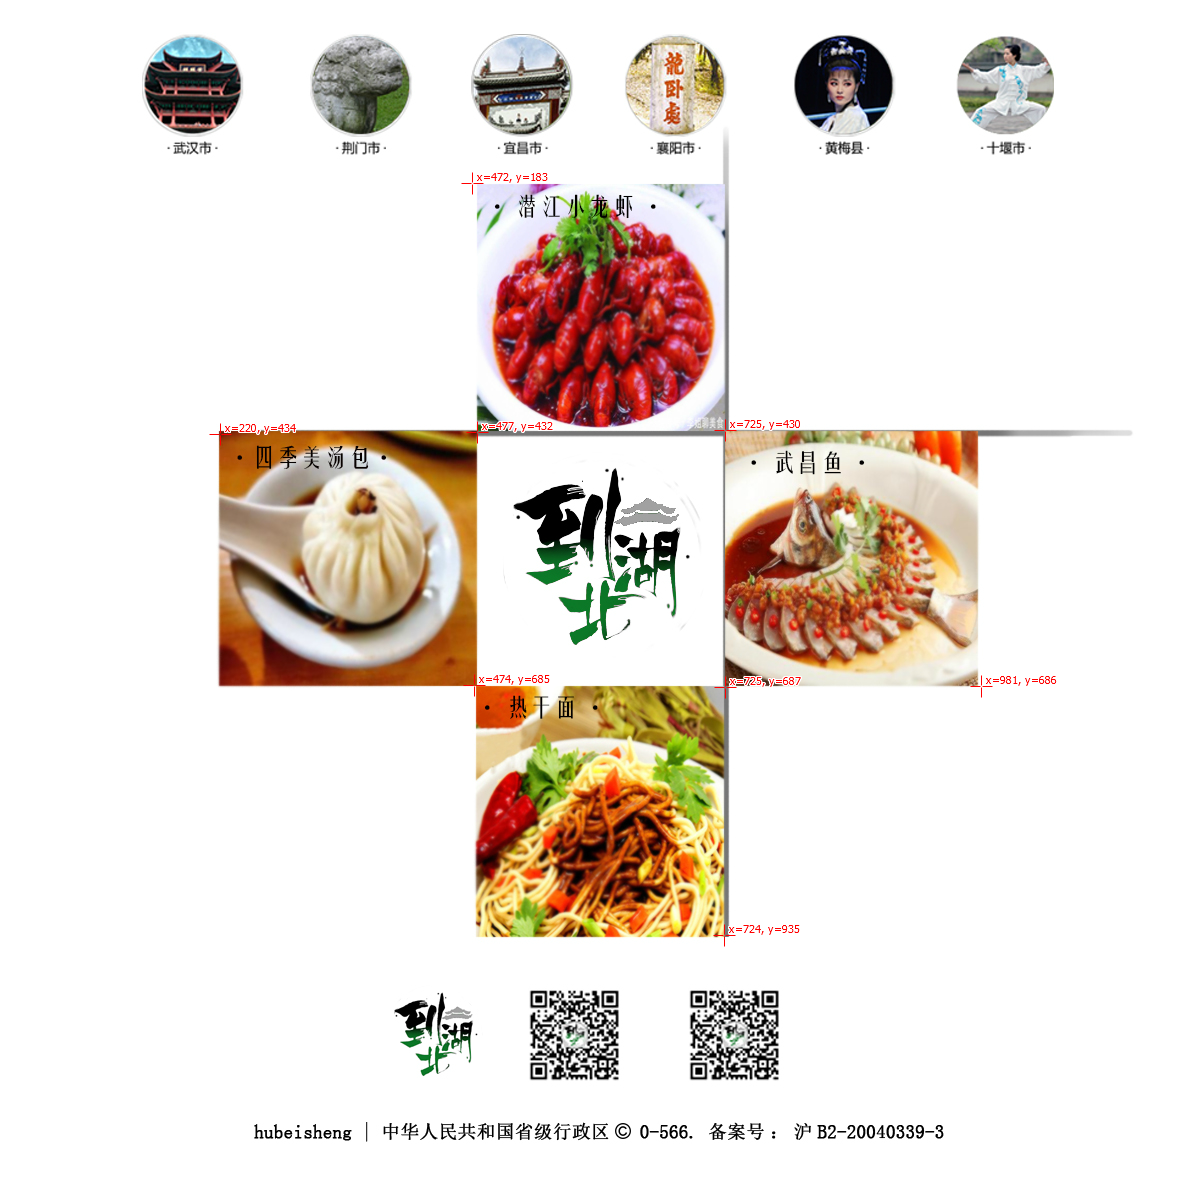 ·武汉市·
·荆门市·
·宜昌市·
龍卧處
·襄阳市·
·黄梅县·
·十堰市·
x=472, y=183
· 潜江小龙虾 ·
x=220, y=434
x=477, y=432
x=725, y=430
· 四季美汤包 ·
· 武昌鱼 ·
到湖北
x=474, y=685
x=725, y=687
x=981, y=686
· 热干面 ·
x=724, y=935
到湖北
hubeisheng | 中华人民共和国省级行政区 © 0-566. 备案号： 沪 B2-20040339-3